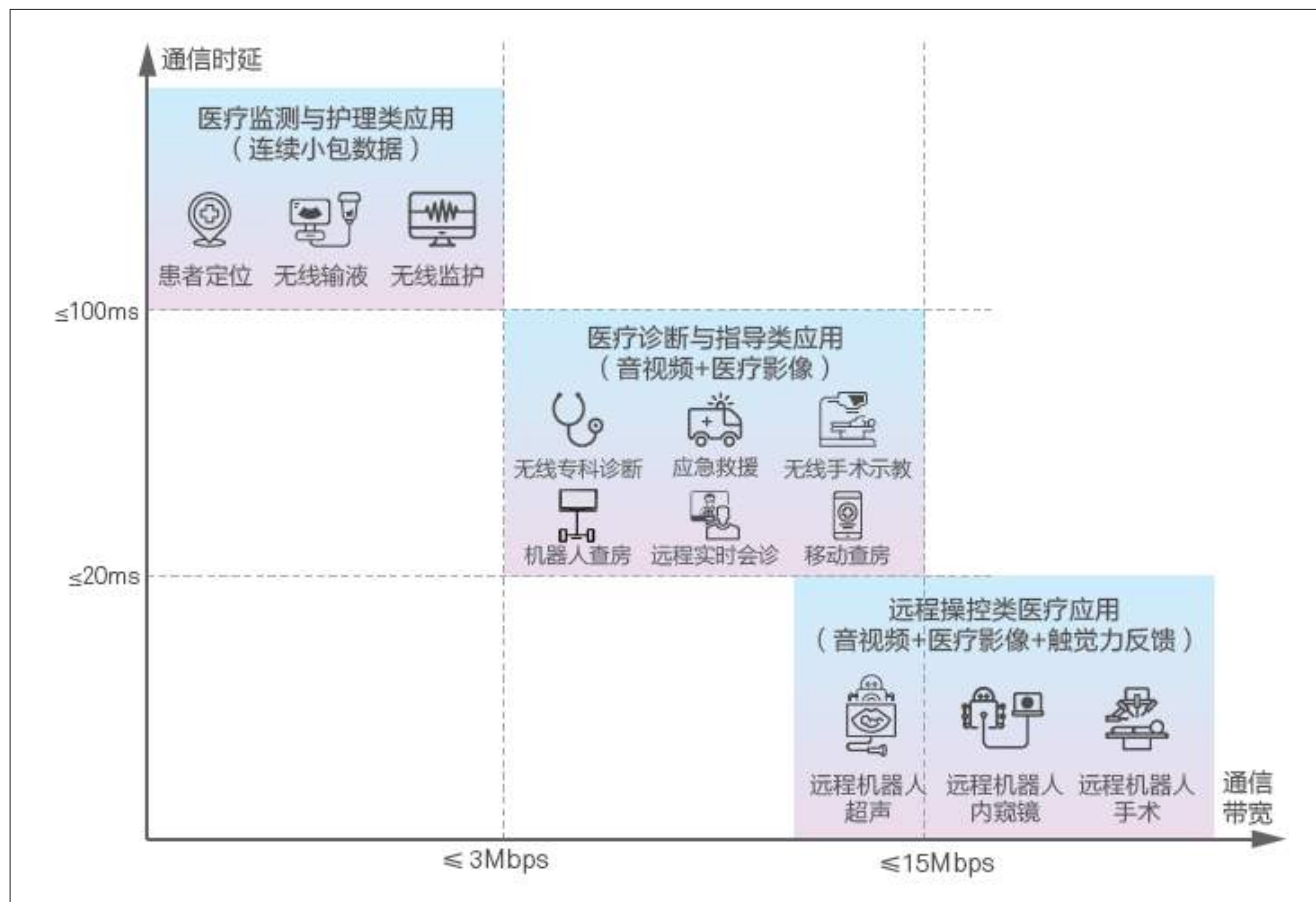 通信时延
医疗监测与护理类应用
（连续小包数据）
患者定位
无线输液
无线监护
≤100ms
医疗诊断与指导类应用
（音视频+医疗影像）
无线专科诊断
应急救援
无线手术示教
机器人查房
远程实时会诊
移动查房
≤20ms
远程操控类医疗应用
（音视频+医疗影像+触觉力反馈）
远程机器人
超声
远程机器人
内窥镜
远程机器人
手术
通信
带宽
≤3Mbps
≤15Mbps